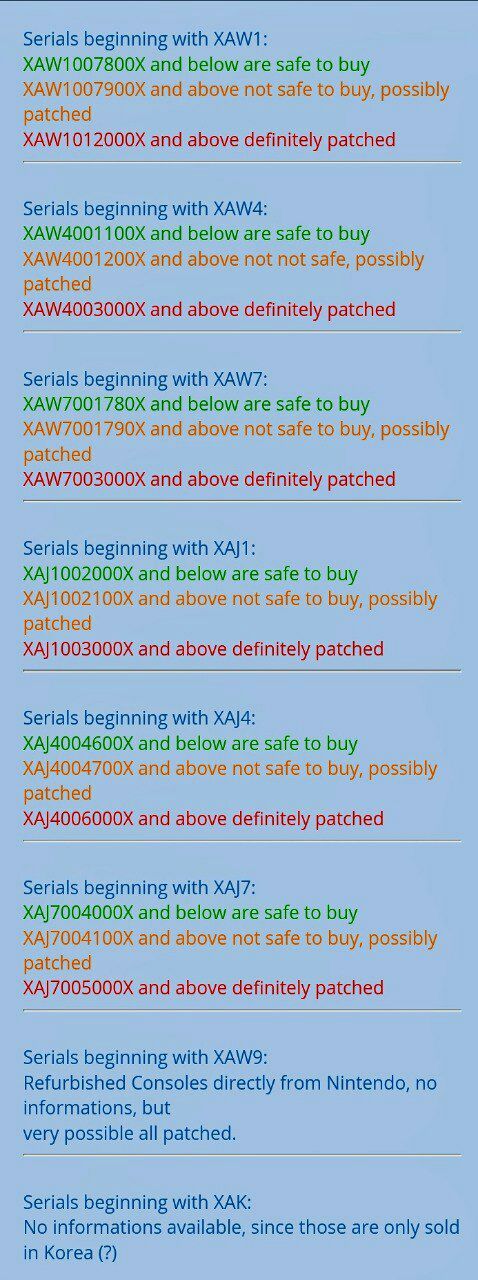 Serials beginning with XAW1:
XAW1007800X and below are safe to buy
XAW1007900X and above not safe to buy, possibly
patched
XAW1012000X and above definitely patched
Serials beginning with XAW4:
XAW4001100X and below are safe to buy
XAW4001200X and above not not safe, possibly
patched
XAW4003000X and above definitely patched
Serials beginning with XAW7:
XAW7001780X and below are safe to buy
XAW7001790X and above not safe to buy, possibly
patched
XAW7003000X and above definitely patched
Serials beginning with XAJ1:
XAJ1002000X and below are safe to buy
XAJ1002100X and above not safe to buy, possibly
patched
XAJ1003000X and above definitely patched
Serials beginning with XAJ4:
XAJ4004600X and below are safe to buy
XAJ4004700X and above not safe to buy, possibly
patched
XAJ4006000X and above definitely patched
Serials beginning with XAJ7:
XAJ7004000X and below are safe to buy
XAJ7004100X and above not safe to buy, possibly
patched
XAJ7005000X and above definitely patched
Serials beginning with XAW9:
Refurbished Consoles directly from Nintendo, no
informations, but
very possible all patched.
Serials beginning with XAK:
No informations available, since those are only sold
in Korea (?)